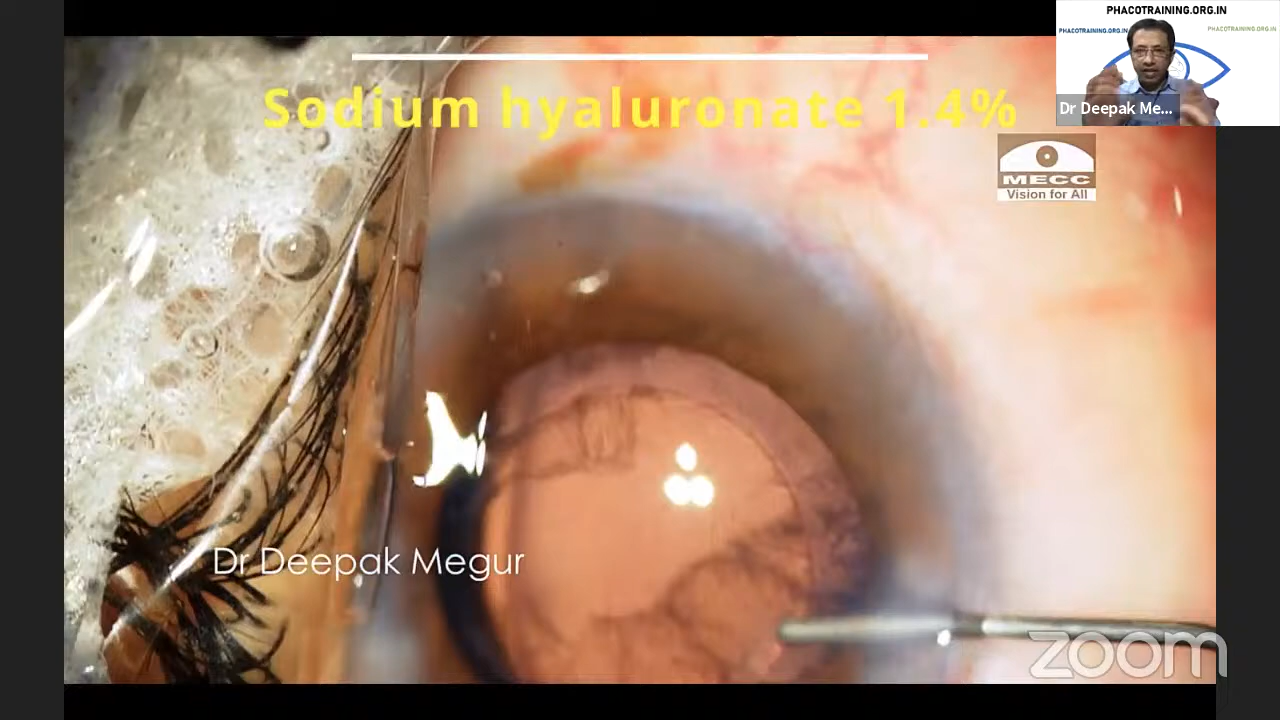 PHACOTRAINING.ORG.IN
PHACOTRAINING.ORG.IN
PHACOTRAINING.ORG.IN
Dr Deepak Me...
Sodium hyaluronate 1.4%
MECC
Vision for All
Dr Deepak Megur
zoom